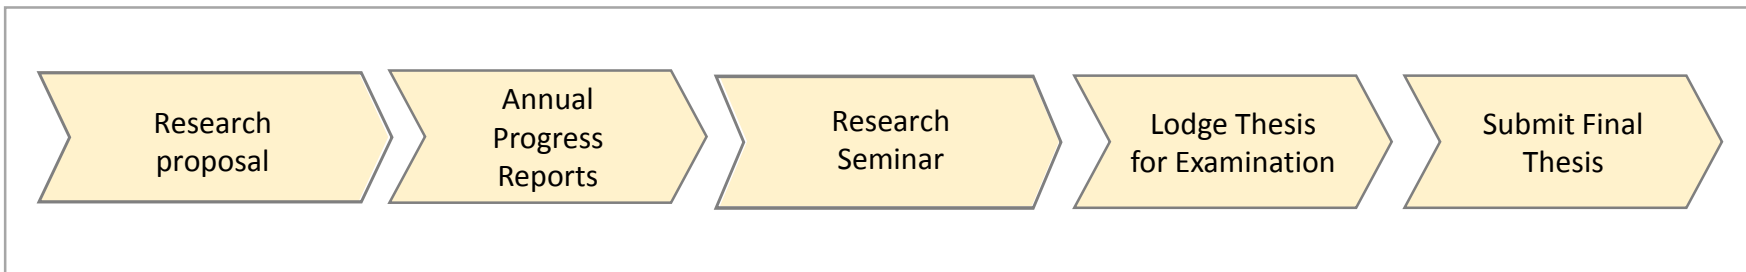 Research
proposal
Annual
Progress
Reports
Research
Seminar
Lodge Thesis
for Examination
Submit Final
Thesis